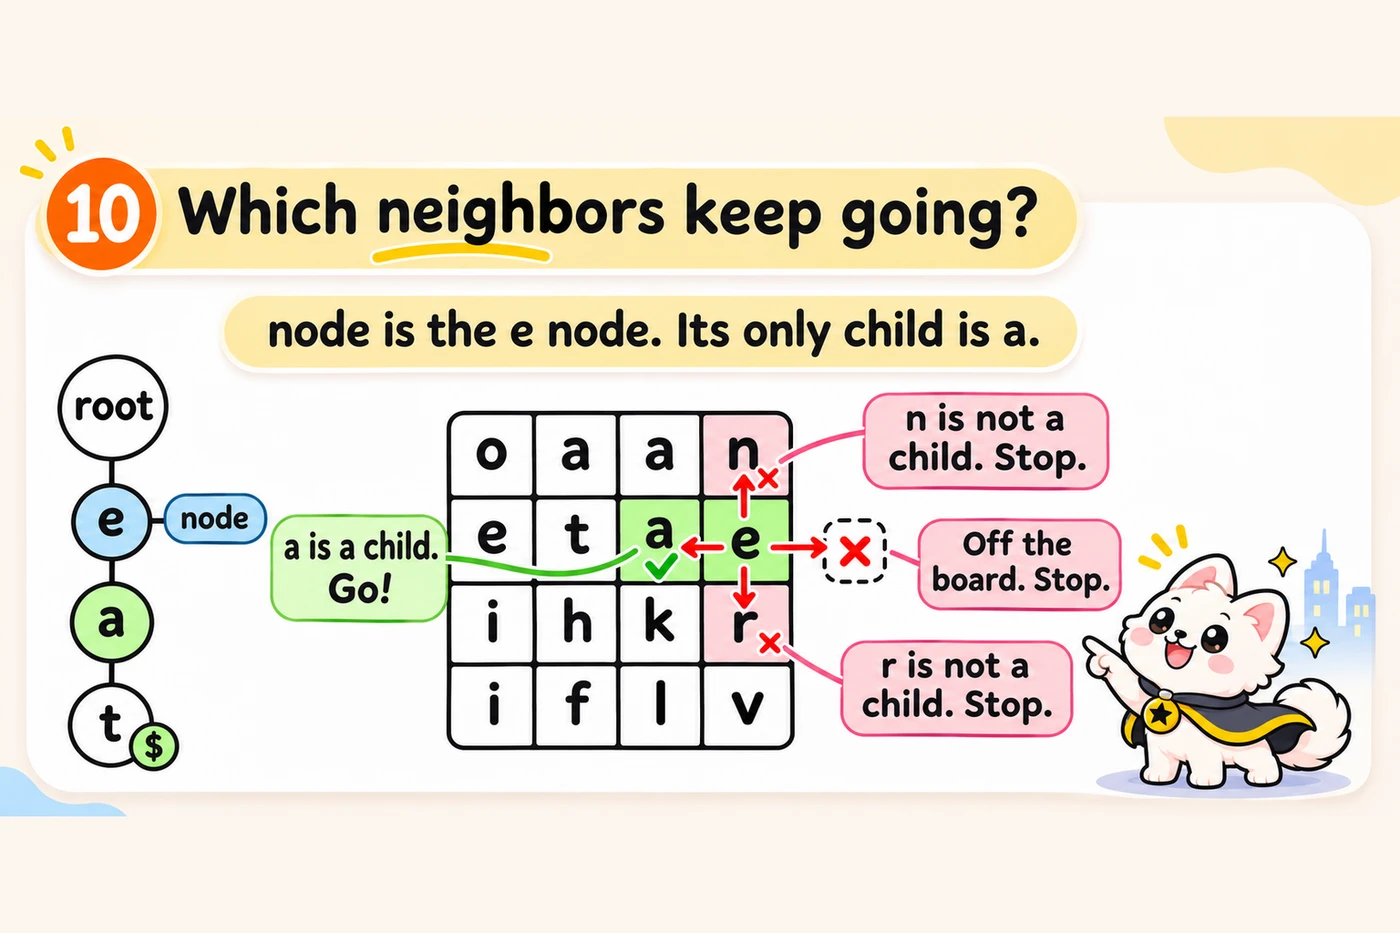 10 Which neighbors keep going?
node is the e node. Its only child is a.
root
e
node
a
t
$
a is a child.
Go!
o a a n
e t a e
i h k r
i f l v
n is not a
child. Stop.
Off the
board. Stop.
r is not a
child. Stop.